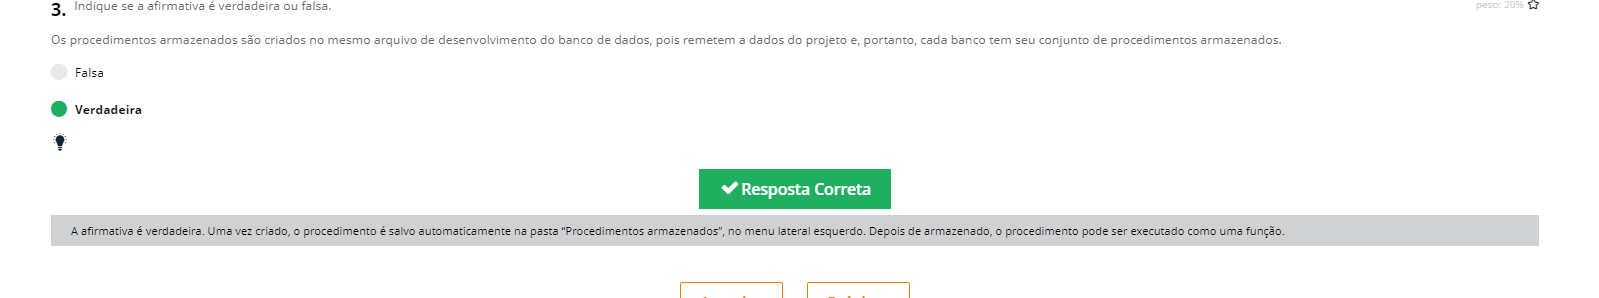 3. Indique se a afirmativa é verdadeira ou falsa.
peso: 20%
Os procedimentos armazenados são criados no mesmo arquivo de desenvolvimento do banco de dados, pois remetem a dados do projeto e, portanto, cada banco tem seu conjunto de procedimentos armazenados.
Falsa
Verdadeira
Resposta Correta
A afirmativa é verdadeira. Uma vez criado, o procedimento é salvo automaticamente na pasta “Procedimentos armazenados”, no menu lateral esquerdo. Depois de armazenado, o procedimento pode ser executado como uma função.